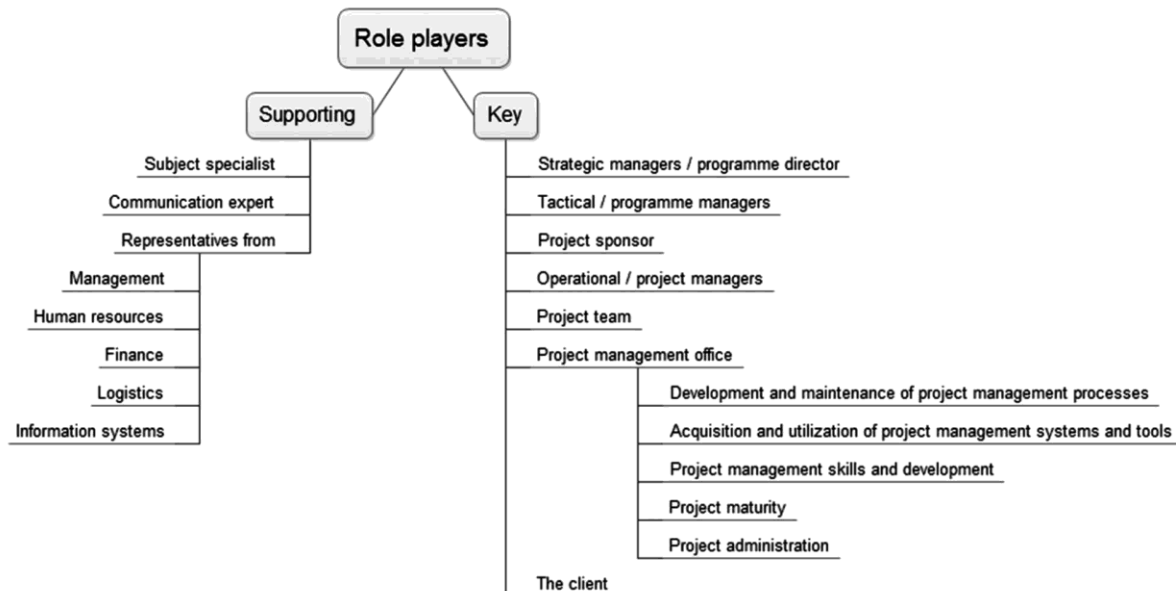 Role players
Supporting
Key
Subject specialist
Communication expert
Representatives from
Management
Human resources
Finance
Logistics
Information systems
Strategic managers / programme director
Tactical / programme managers
Project sponsor
Operational / project managers
Project team
Project management office
Development and maintenance of project management processes
Acquisition and utilization of project management systems and tools
Project management skills and development
Project maturity
Project administration
The client